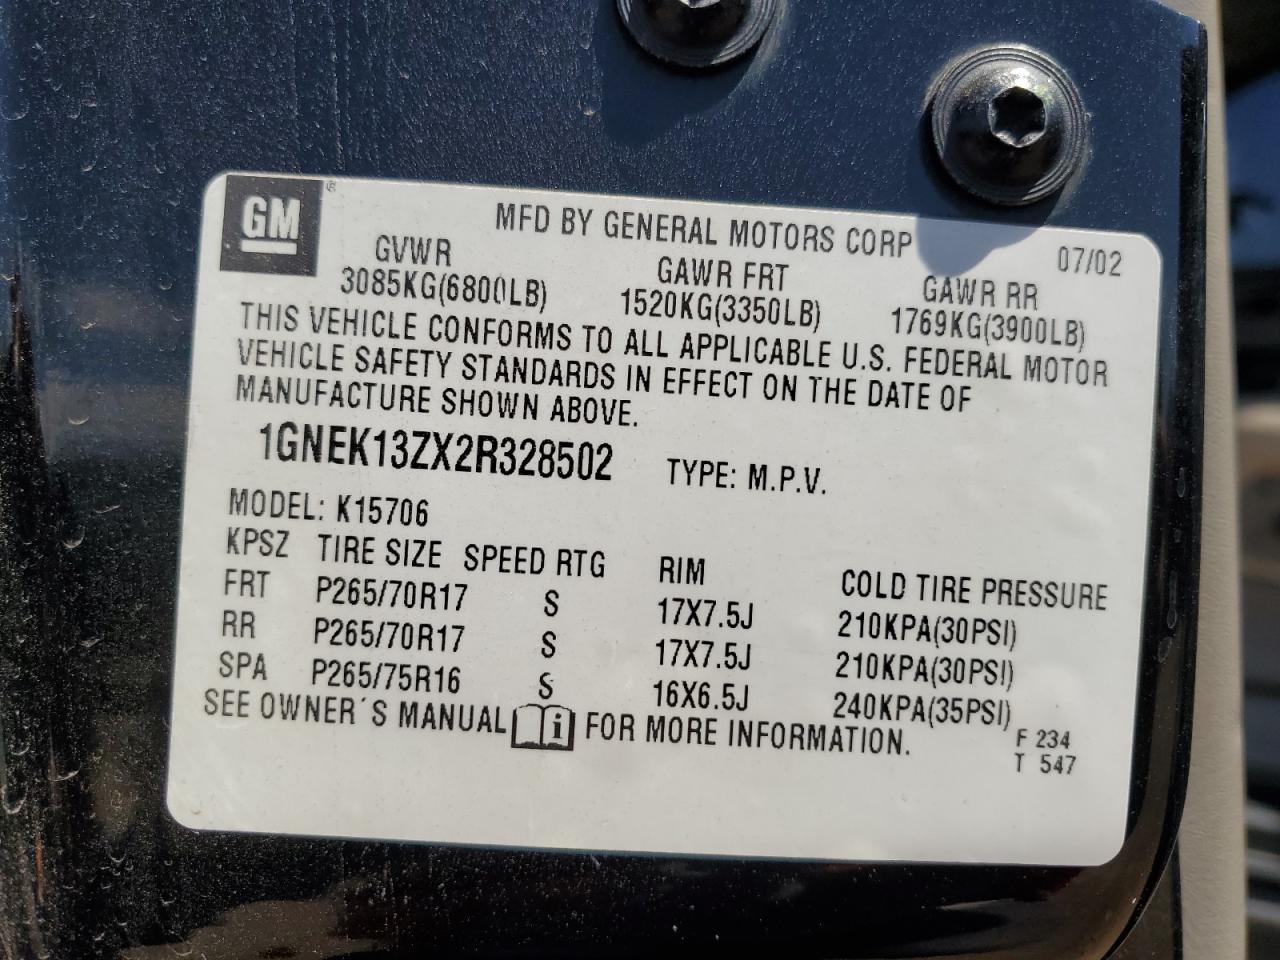 GM ®
MFD BY GENERAL MOTORS CORP 07/02
GVWR GAWR FRT GAWR RR
3085KG(6800LB) 1520KG(3350LB) 1769KG(3900LB)
THIS VEHICLE CONFORMS TO ALL APPLICABLE U.S. FEDERAL MOTOR
VEHICLE SAFETY STANDARDS IN EFFECT ON THE DATE OF
MANUFACTURE SHOWN ABOVE.
1GNEK13ZX2R328502 TYPE: M.P.V.
MODEL: K15706
KPSZ TIRE SIZE SPEED RTG RIM COLD TIRE PRESSURE
FRT P265/70R17 S 17X7.5J 210KPA(30PSI)
RR P265/70R17 S 17X7.5J 210KPA(30PSI)
SPA P265/75R16 S 16X6.5J 240KPA(35PSI)
SEE OWNER´S MANUAL i FOR MORE INFORMATION.
F 234
T 547